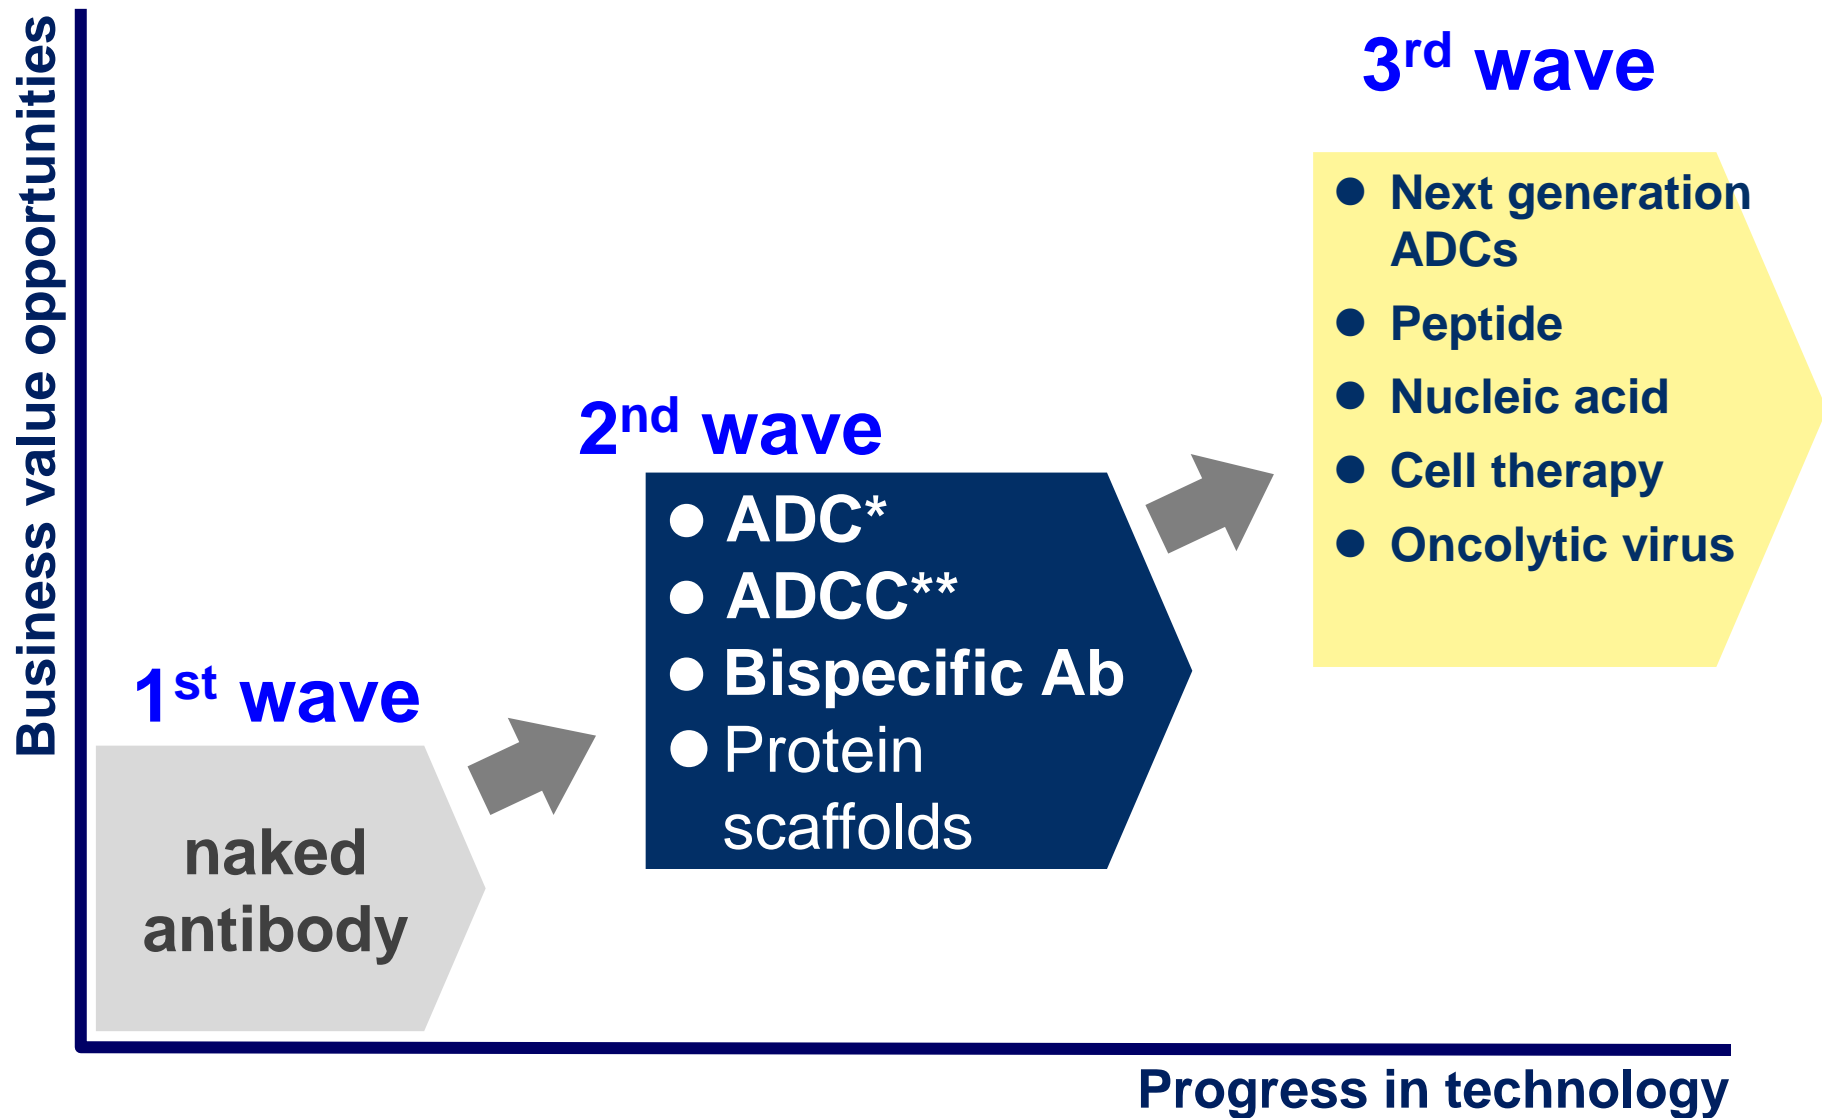 Business value opportunities
3rd wave
● Next generation
ADCs
● Peptide
● Nucleic acid
● Cell therapy
● Oncolytic virus
2nd wave
● ADC*
● ADCC**
● Bispecific Ab
● Protein
scaffolds
1st wave
naked
antibody
Progress in technology